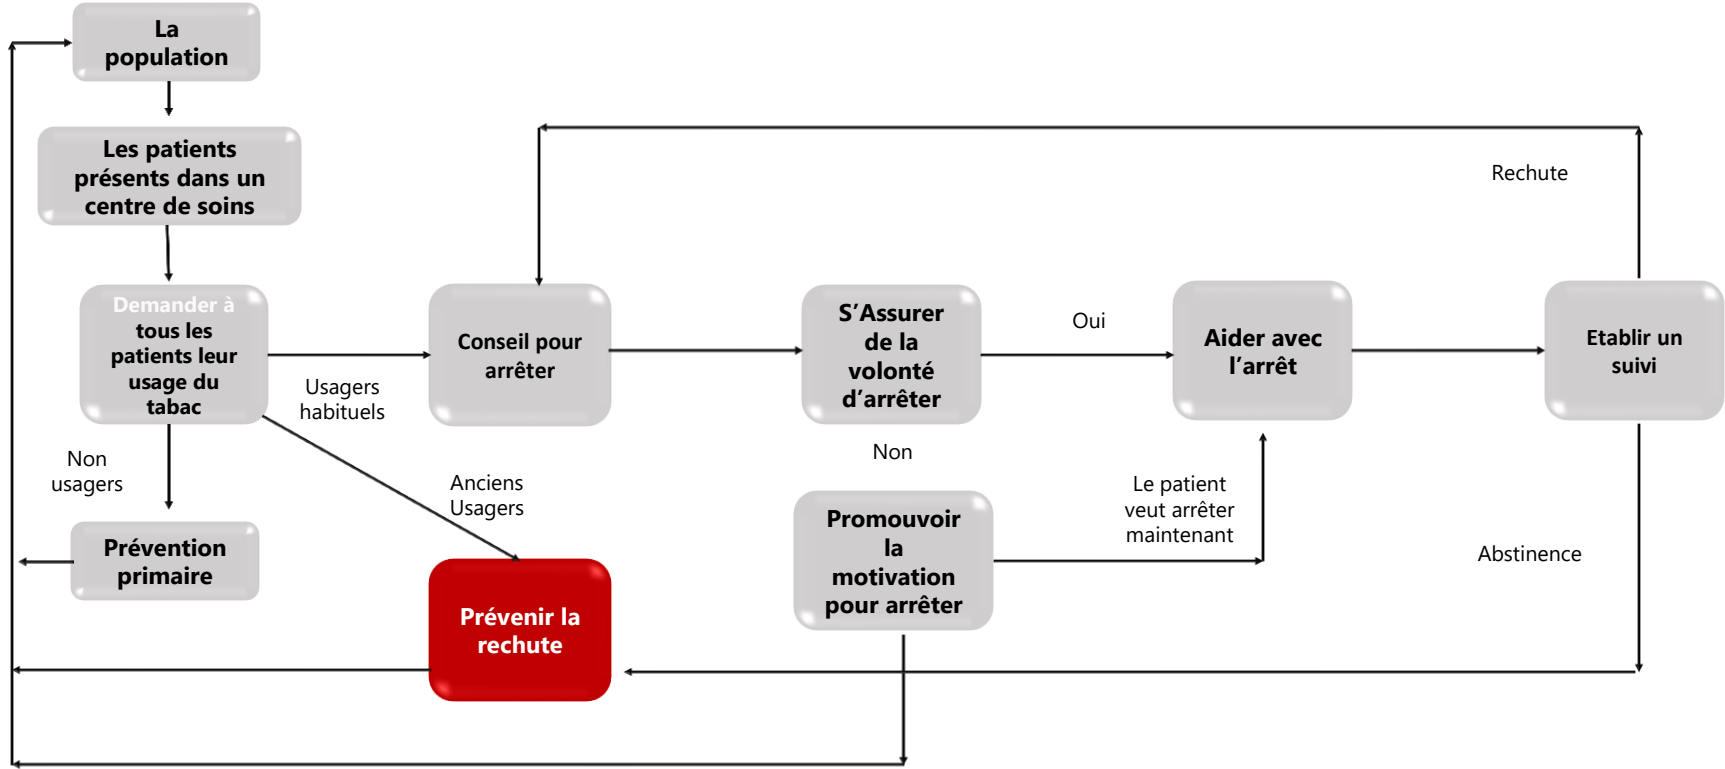 La
population
Les patients
présents dans un
centre de soins
Demander à
tous les
patients leur
usage du
tabac
Usagers
habituels
Conseil pour
arrêter
S’Assurer
de la
volonté
d’arrêter
Oui
Aider avec
l’arrêt
Etablir un
suivi
Rechute
Non
usagers
Prévention
primaire
Anciens
Usagers
Prévenir la
rechute
Non
Promouvoir
la
motivation
pour arrêter
Le patient
veut arrêter
maintenant
Abstinence